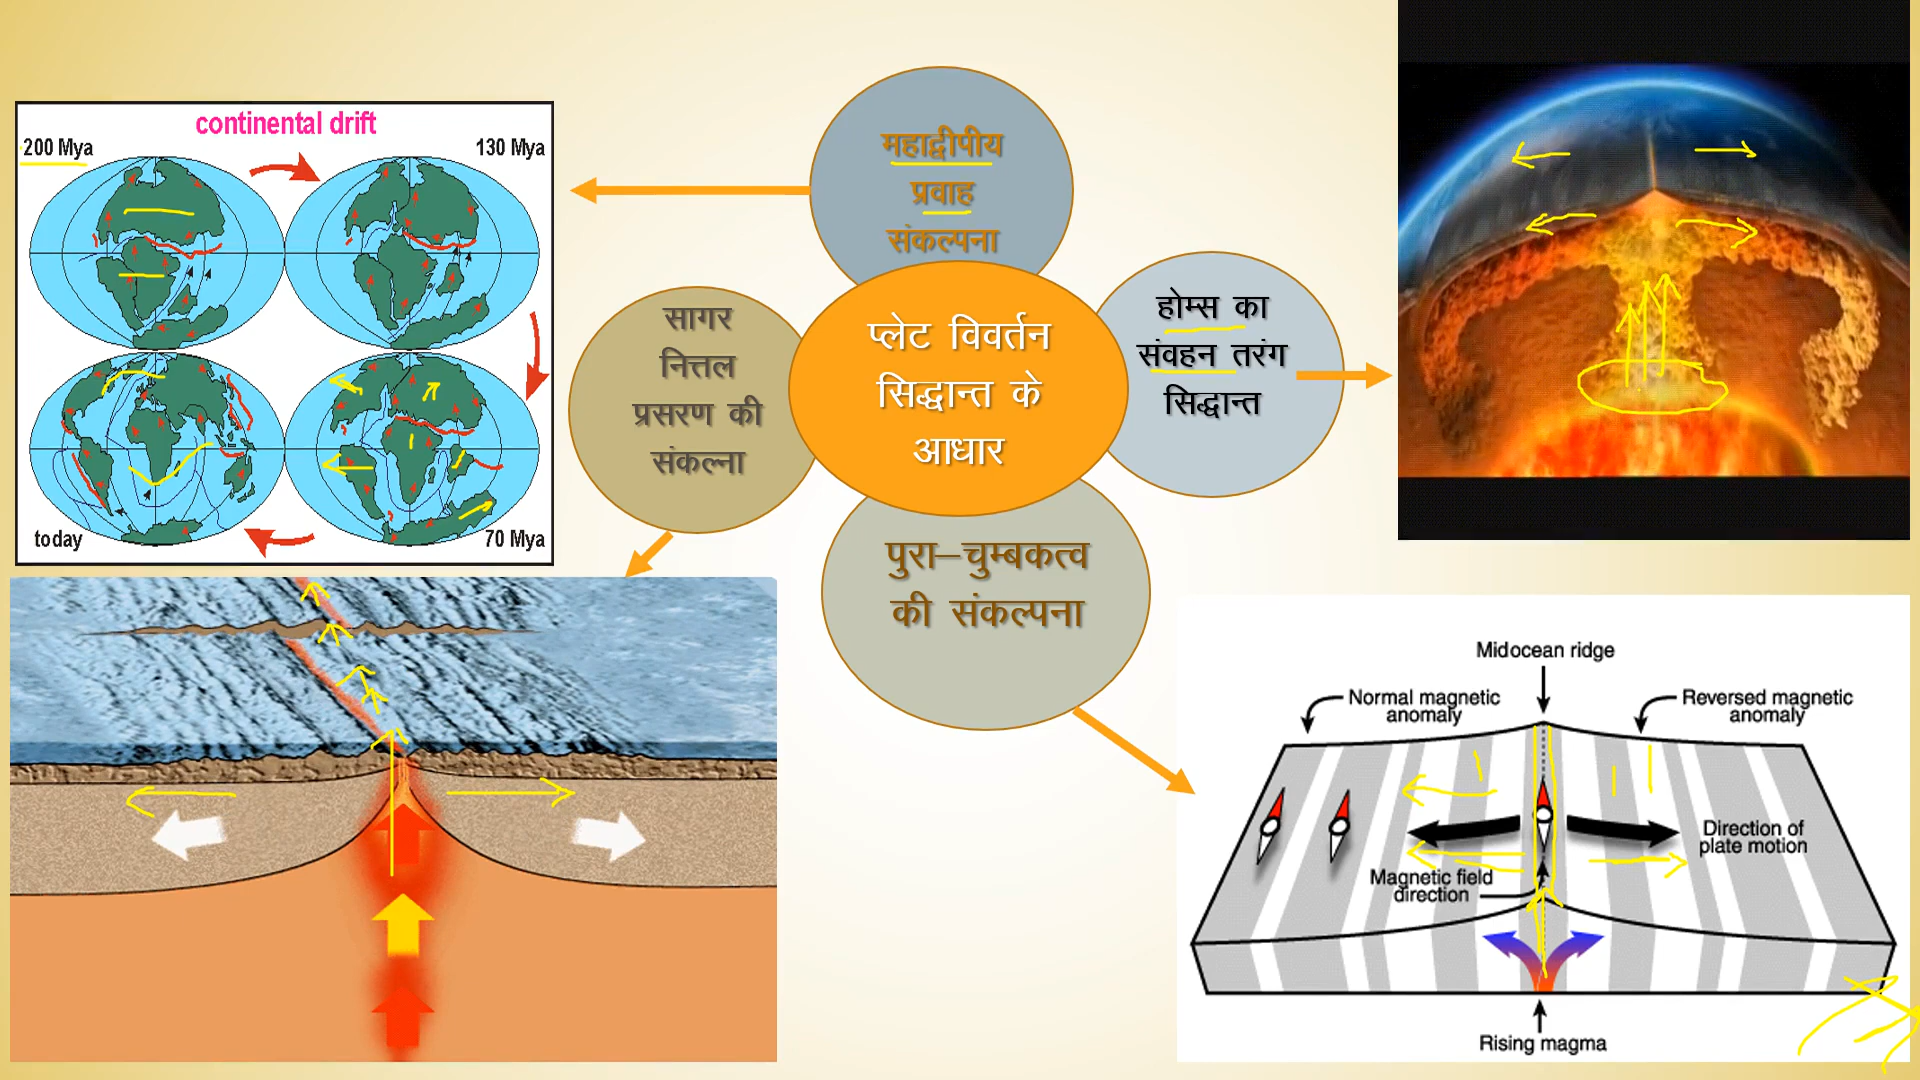 continental drift
200 Mya
130 Mya
today
70 Mya
महाद्वीपीय
प्रवाह
संकल्पना
सागर
नित्तल
प्रसरण की
संकल्ना
प्लेट विवर्तन
सिद्धान्त के
आधार
होम्स का
संवहन तरंग
सिद्धान्त
पुरा–चुम्बकत्व
की संकल्पना
Midocean ridge
Normal magnetic
anomaly
Reversed magnetic
anomaly
Direction of
plate motion
Magnetic field
direction
Rising magma